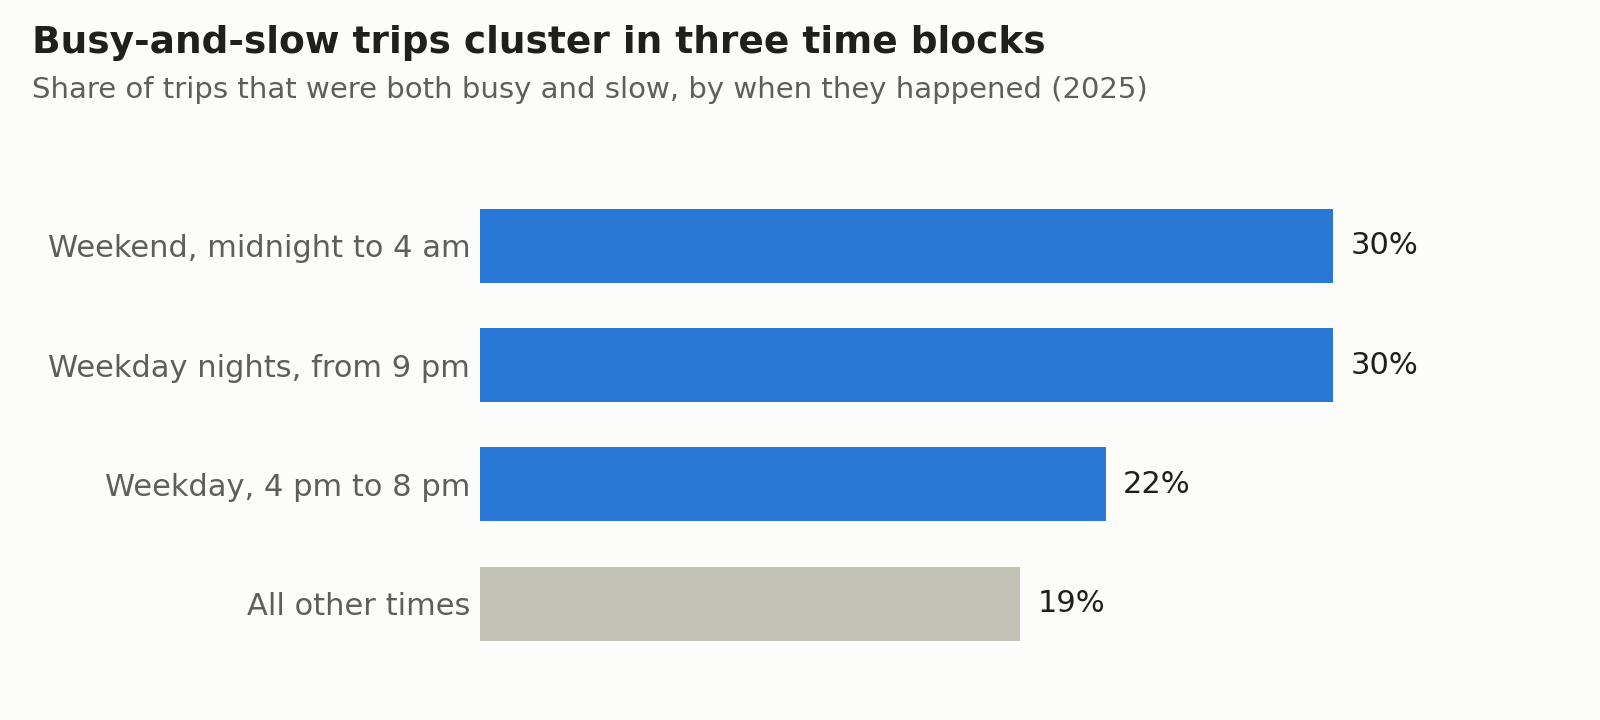 Busy-and-slow trips cluster in three time blocks
Share of trips that were both busy and slow, by when they happened (2025)
Weekend, midnight to 4 am 30%
Weekday nights, from 9 pm 30%
Weekday, 4 pm to 8 pm 22%
All other times 19%